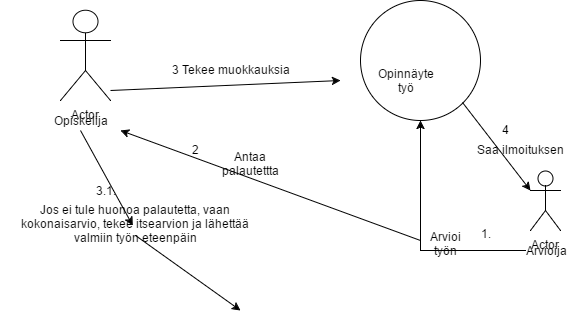 3 Tekee muokkauksia
Opinnäyte
työ
Actor
Opiskelija
4
Saa ilmoituksen
2
Antaa
palautettta
3.1.
Jos ei tule huonoa palautetta, vaan
kokonaisarvio, tekee itsearvion ja lähettää
valmiin työn eteenpäin
Arvioi
työn
1.
Actor
Arvioija